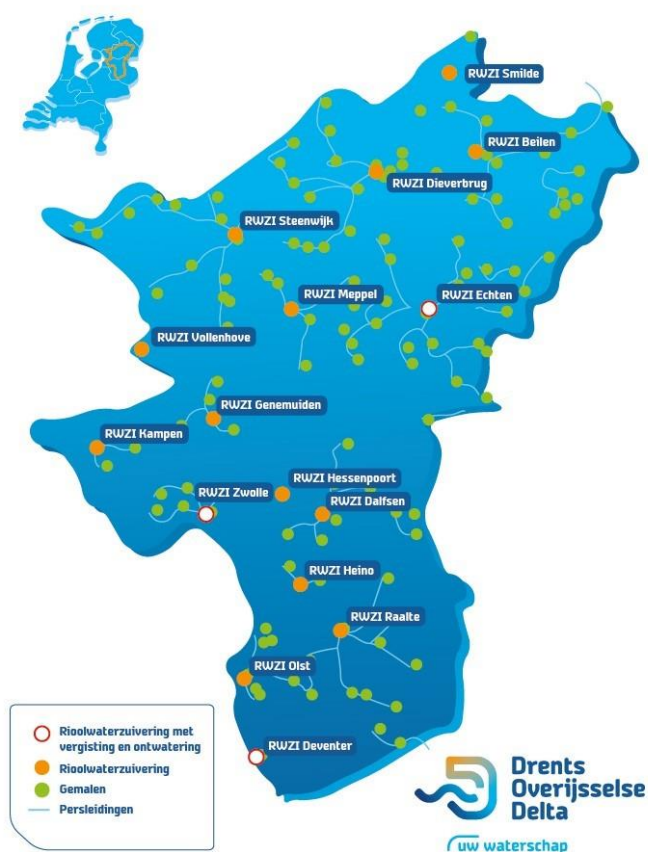 RWZI Smilde
RWZI Beilen
RWZI Dieverbrug
RWZI Steenwijk
RWZI Meppel
RWZI Echten
RWZI Vollenhove
RWZI Genemuiden
RWZI Kampen
RWZI Hessenpoort
RWZI Zwolle
RWZI Dalfsen
RWZI Heino
RWZI Raalte
RWZI Olst
RWZI Deventer
Rioolwaterzuivering met
vergisting en ontwatering
Rioolwaterzuivering
Gemalen
Persleidingen
Drents
Overijsselse
Delta
uw waterschap